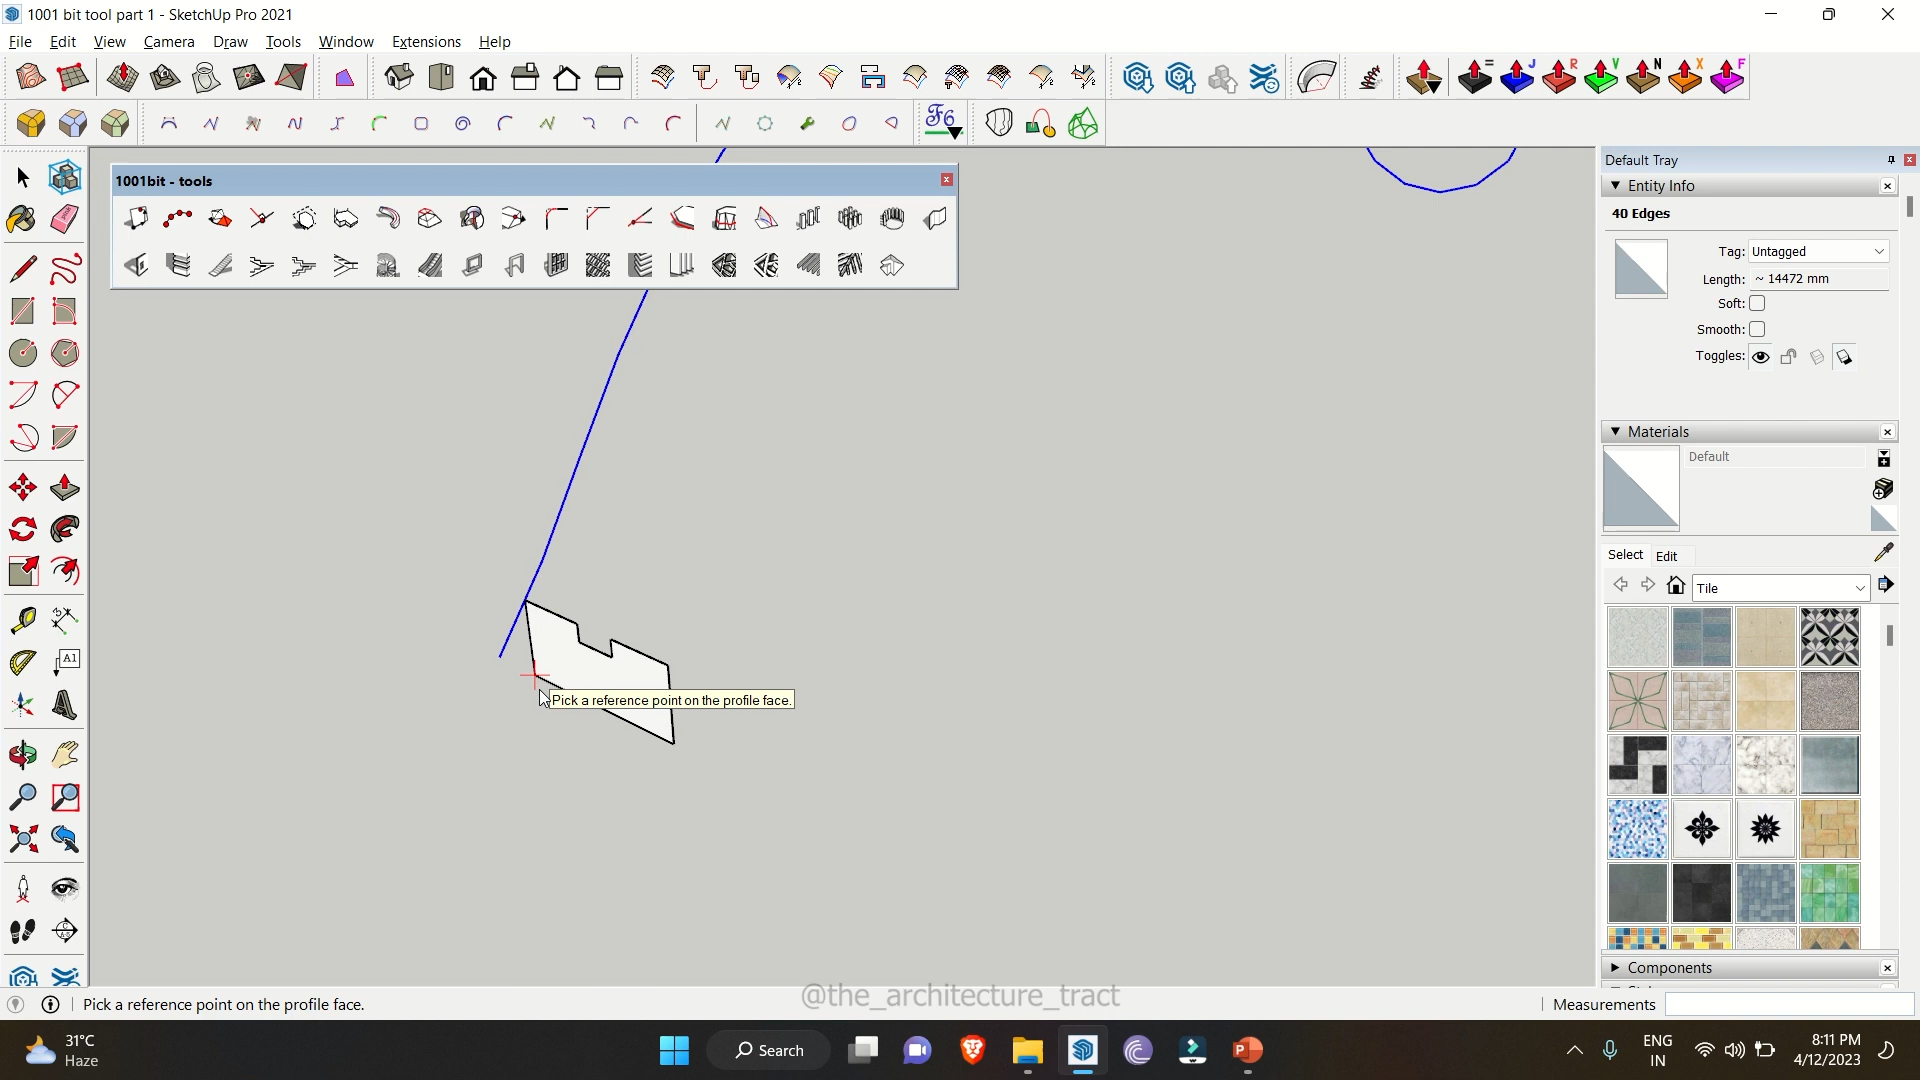 1001 bit tool part 1 - SketchUp Pro 2021
File Edit View Camera Draw Tools Window Extensions Help
= J R V N X F
F6
Default Tray
1001bit - tools
Entity Info
40 Edges
Tag: Untagged
Length: ~ 14472 mm
Soft:
Smooth:
Toggles:
Materials
Default
Select Edit
Tile
A1
Pick a reference point on the profile face.
Components
@the_architecture_tract
Pick a reference point on the profile face.
Measurements
31°C
Haze
Search
ENG
IN
8:11 PM
4/12/2023